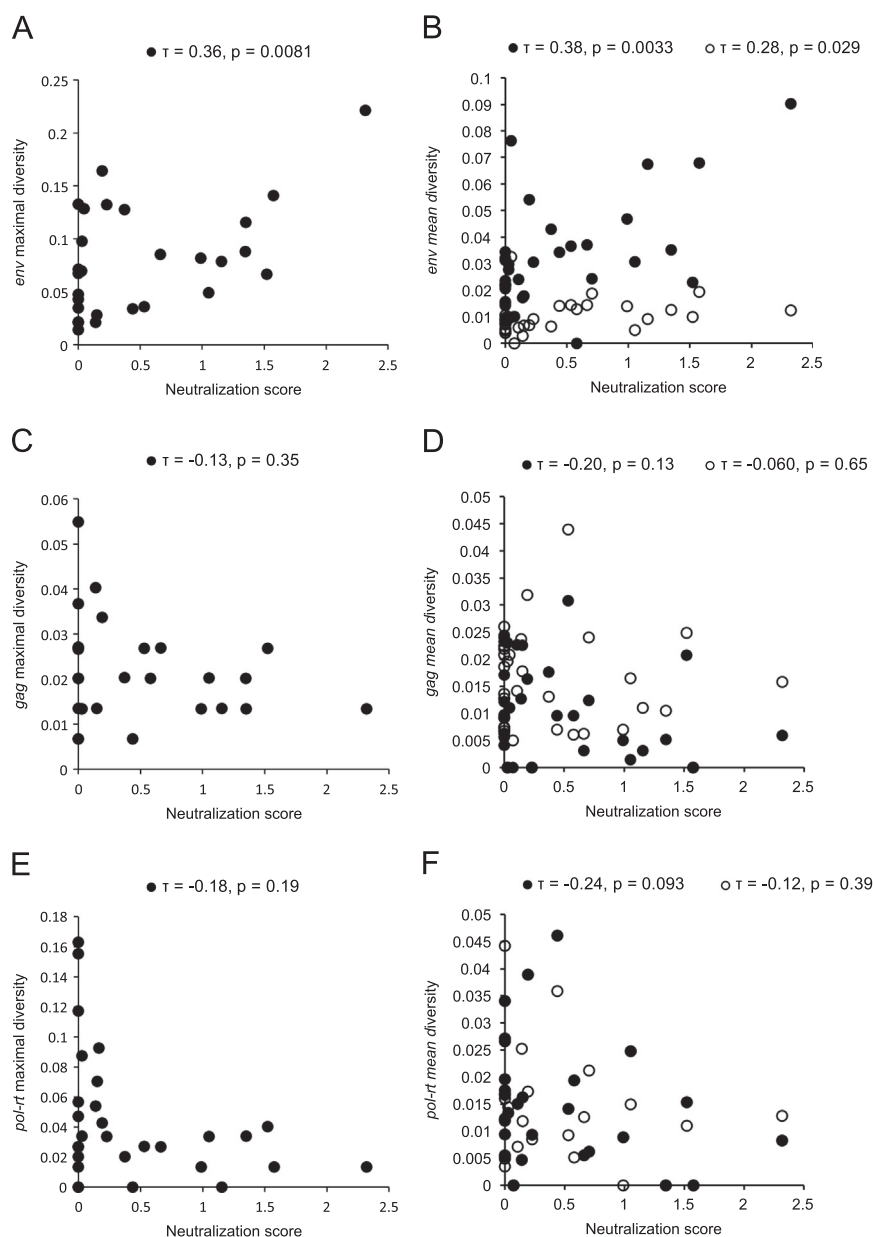 A
● τ = 0.36, p = 0.0081
0.25
0.2
0.15
0.1
0.05
0
env maximal diversity
0 0.5 1 1.5 2 2.5
Neutralization score
B
● τ = 0.38, p = 0.0033 ○ τ = 0.28, p = 0.029
0.1
0.09
0.08
0.07
0.06
0.05
0.04
0.03
0.02
0.01
0
env mean diversity
0 0.5 1 1.5 2 2.5
Neutralization score
C
● τ = -0.13, p = 0.35
0.06
0.05
0.04
0.03
0.02
0.01
0
gag maximal diversity
0 0.5 1 1.5 2 2.5
Neutralization score
D
● τ = -0.20, p = 0.13 ○ τ = -0.060, p = 0.65
0.05
0.045
0.04
0.035
0.03
0.025
0.02
0.015
0.01
0.005
0
gag mean diversity
0 0.5 1 1.5 2 2.5
Neutralization score
E
● τ = -0.18, p = 0.19
0.18
0.16
0.14
0.12
0.1
0.08
0.06
0.04
0.02
0
pol-rt maximal diversity
0 0.5 1 1.5 2 2.5
Neutralization score
F
● τ = -0.24, p = 0.093 ○ τ = -0.12, p = 0.39
0.05
0.045
0.04
0.035
0.03
0.025
0.02
0.015
0.01
0.005
0
pol-rt mean diversity
0 0.5 1 1.5 2 2.5
Neutralization score